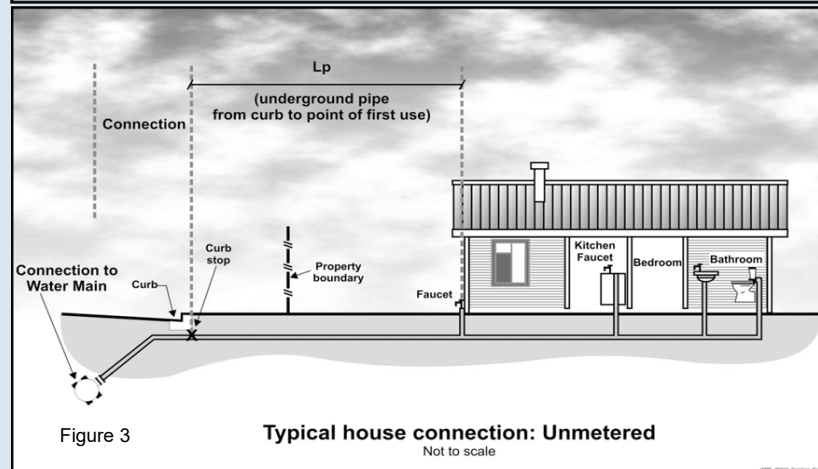 Lp
(underground pipe
from curb to point of first use)
Connection
Connection to
Water Main
Curb
Curb
stop
Property
boundary
Faucet
Kitchen
Faucet
Bedroom
Bathroom
Figure 3
Typical house connection: Unmetered
Not to scale